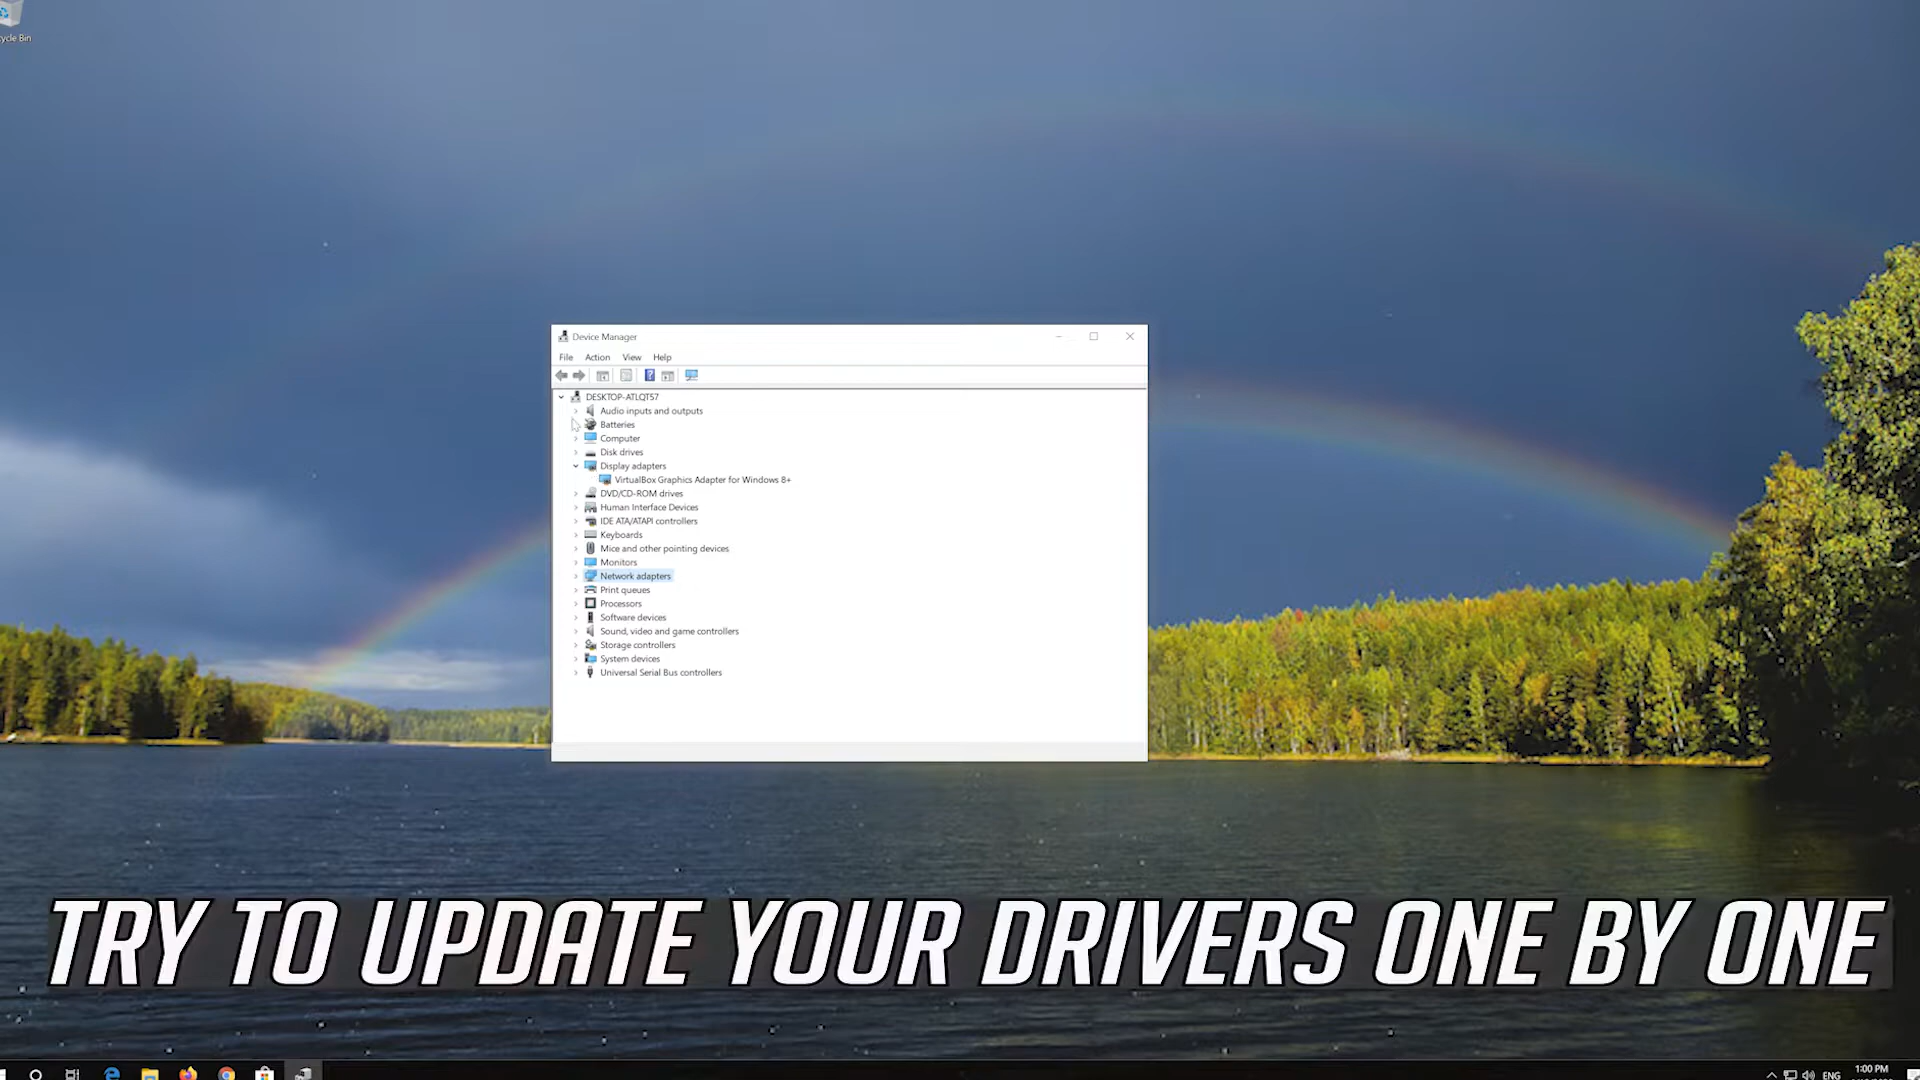 Device Manager
File Action View Help
DESKTOP-ATLQT57
Audio inputs and outputs
Batteries
Computer
Disk drives
Display adapters
VirtualBox Graphics Adapter for Windows 8+
DVD/CD-ROM drives
Human Interface Devices
IDE ATA/ATAPI controllers
Keyboards
Mice and other pointing devices
Monitors
Network adapters
Print queues
Processors
Software devices
Sound, video and game controllers
Storage controllers
System devices
Universal Serial Bus controllers
TRY TO UPDATE YOUR DRIVERS ONE BY ONE
ENG
1:00 PM